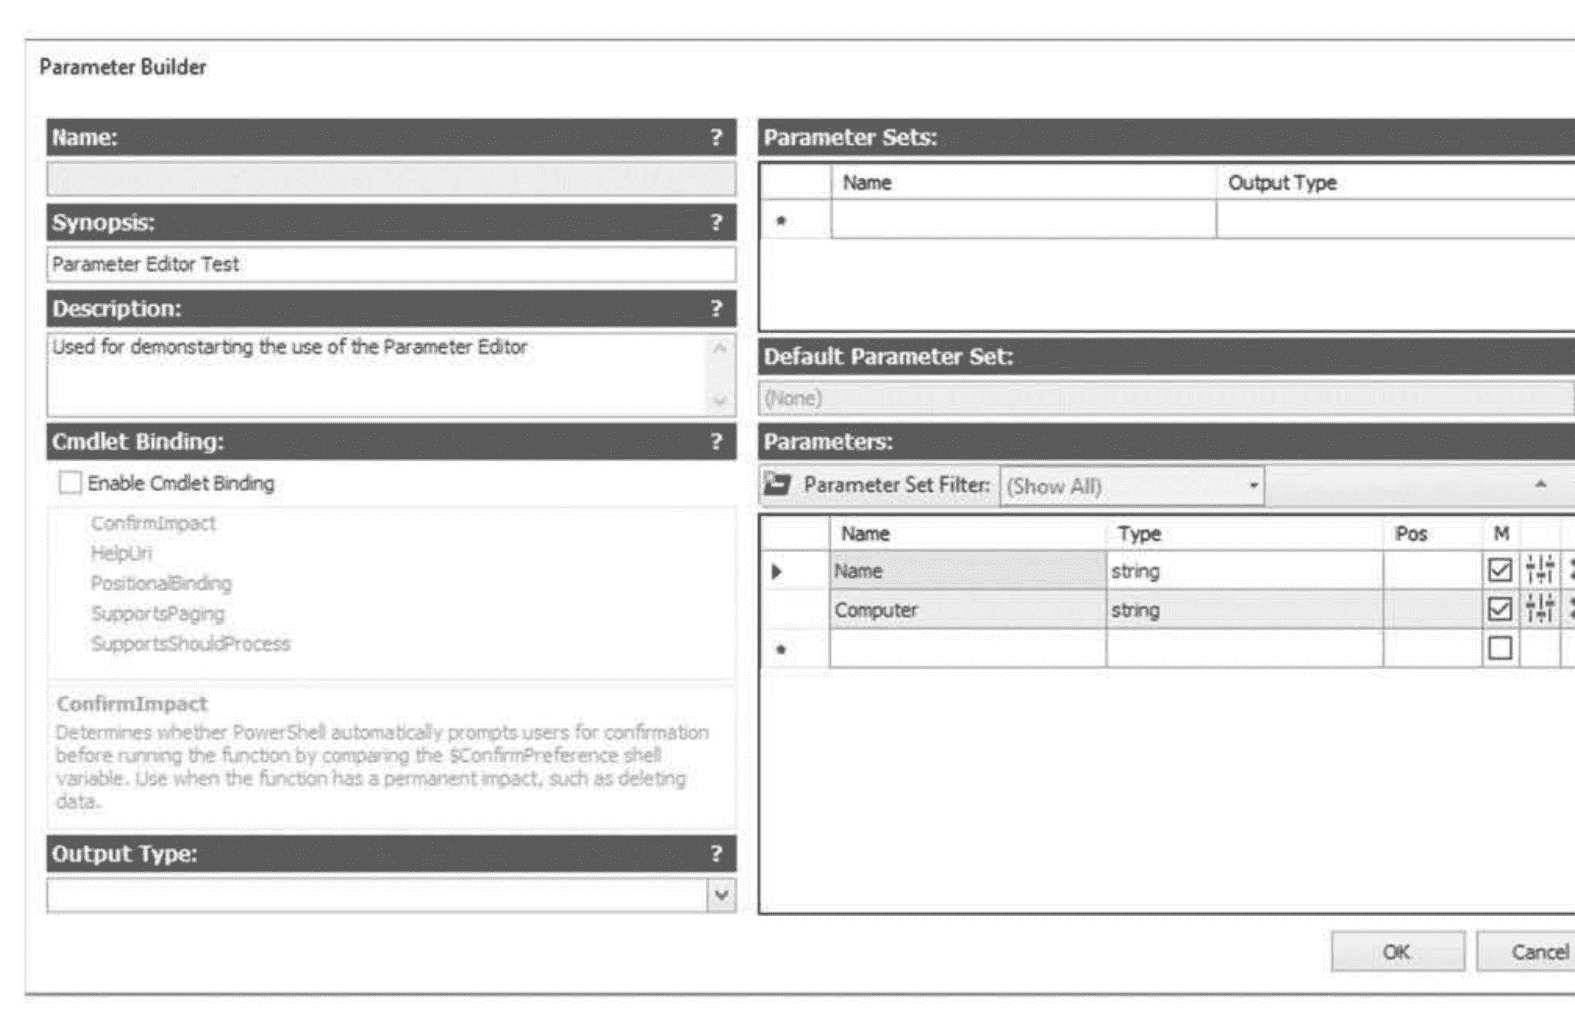 Parameter Builder
Name: ?
Synopsis: ?
Parameter Editor Test
Description: ?
Used for demonstarting the use of the Parameter Editor
Cmdlet Binding: ?
Enable Cmdlet Binding
ConfirmImpact
HelpUri
PositionalBinding
SupportsPaging
SupportsShouldProcess
ConfirmImpact
Determines whether PowerShell automatically prompts users for confirmation
before running the function by comparing the $ConfirmPreference shell
variable. Use when the function has a permanent impact, such as deleting
data.
Output Type: ?
Parameter Sets:
Name Output Type
Default Parameter Set:
(None)
Parameters:
Parameter Set Filter: (Show All)
Name Type Pos M
Name string
Computer string
OK Cancel